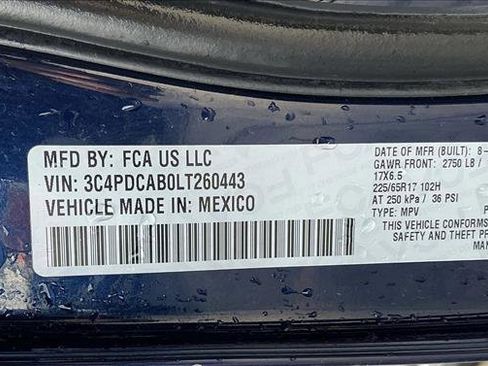 MFD BY: FCA US LLC
VIN: 3C4PDCAB0LT260443
VEHICLE MADE IN: MEXICO
DATE OF MFR (BUILT): 8-
GAWR FRONT: 2750 LB /
17X6.5
225/65R17 102H
AT 250 kPa / 36 PSI
TYPE: MPV
THIS VEHICLE CONFORMS
SAFETY AND THEFT